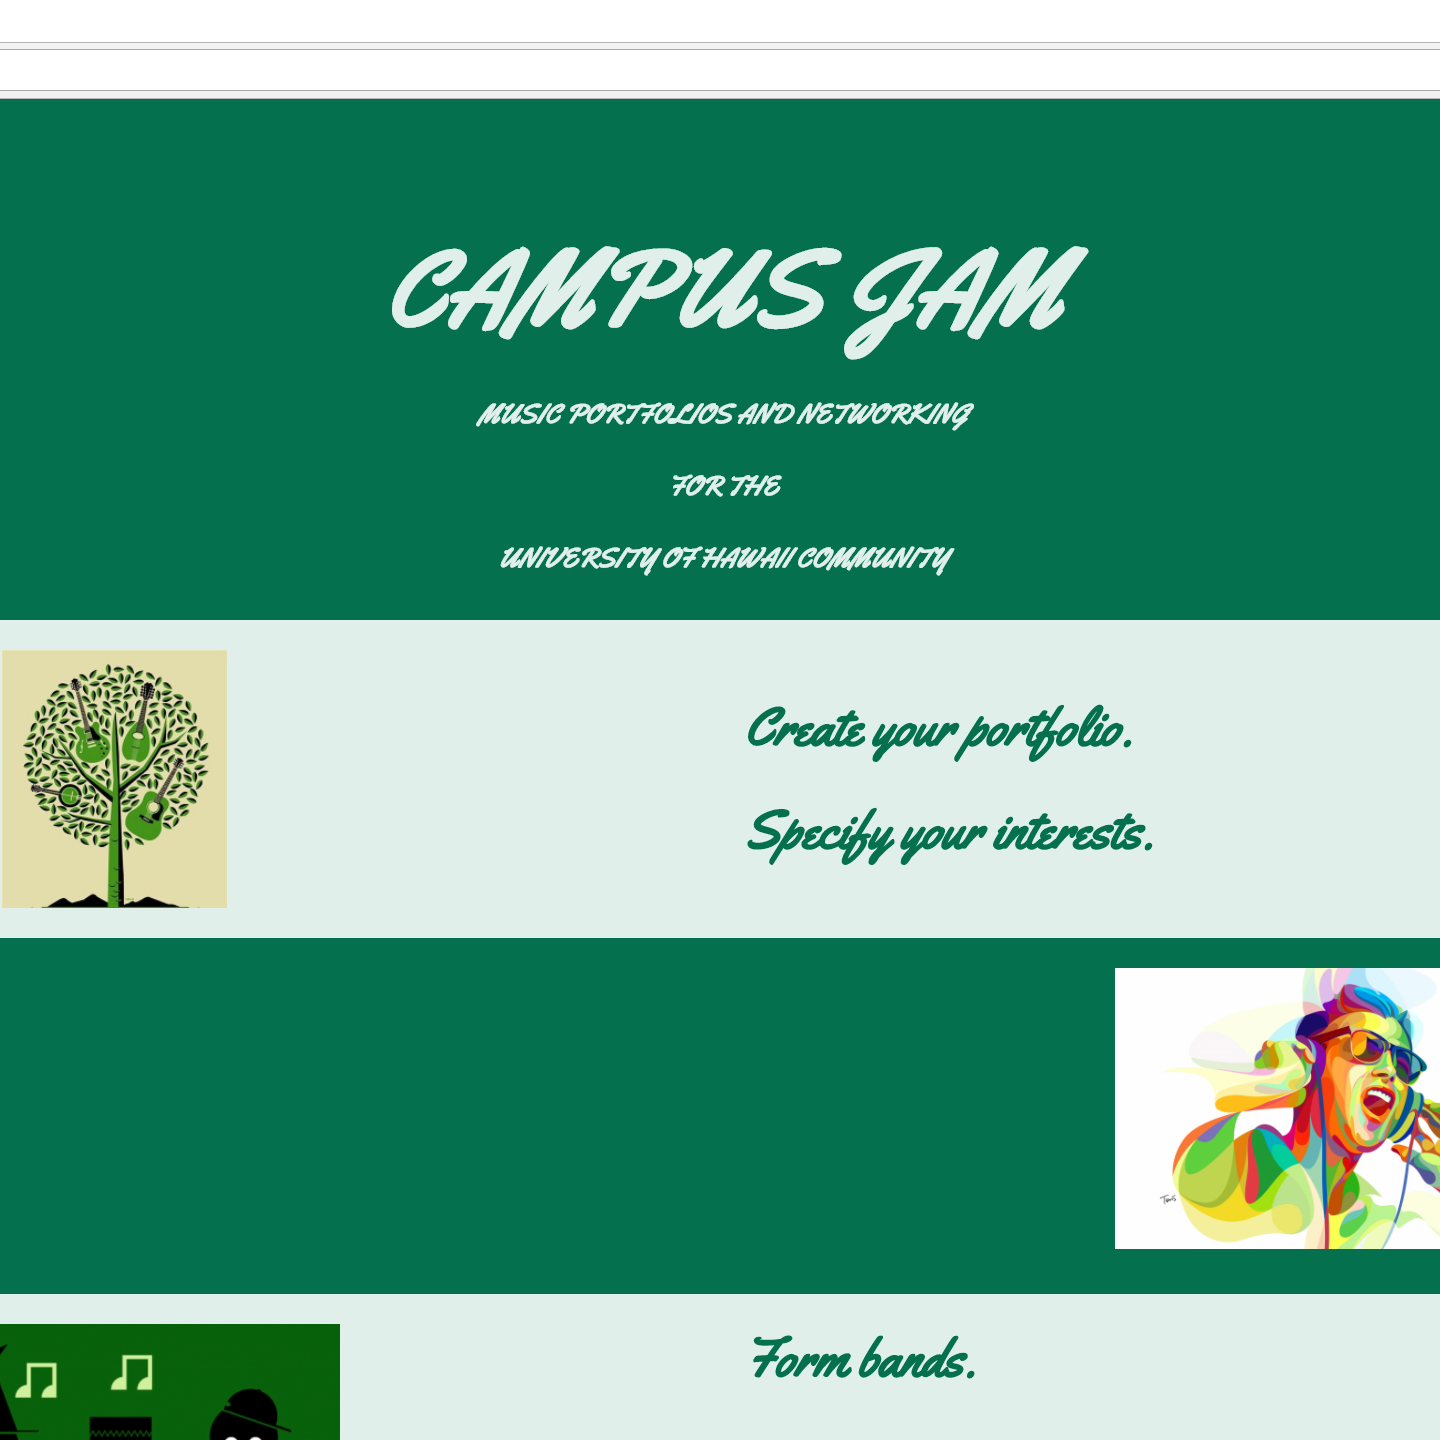 CAMPUS JAM
MUSIC PORTFOLIOS AND NETWORKING
FOR THE
UNIVERSITY OF HAWAII COMMUNITY
Create your portfolio.
Specify your interests.
Form bands.